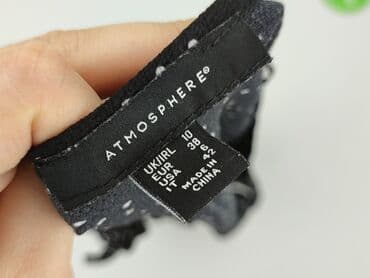 ATMOSPHERE®
UK/IRL 10
EUR 38
USA 6
IT 42
MADE IN
CHINA